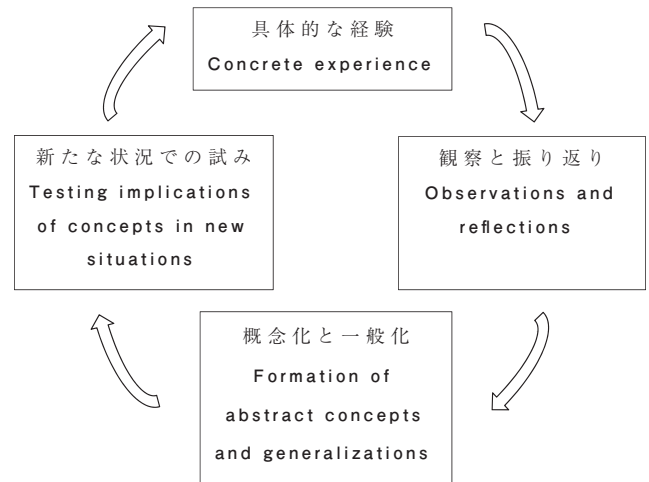 具体的な経験
Concrete experience
観察と振り返り
Observations and
reflections
概念化と一般化
Formation of
abstract concepts
and generalizations
新たな状況での試み
Testing implications
of concepts in new
situations